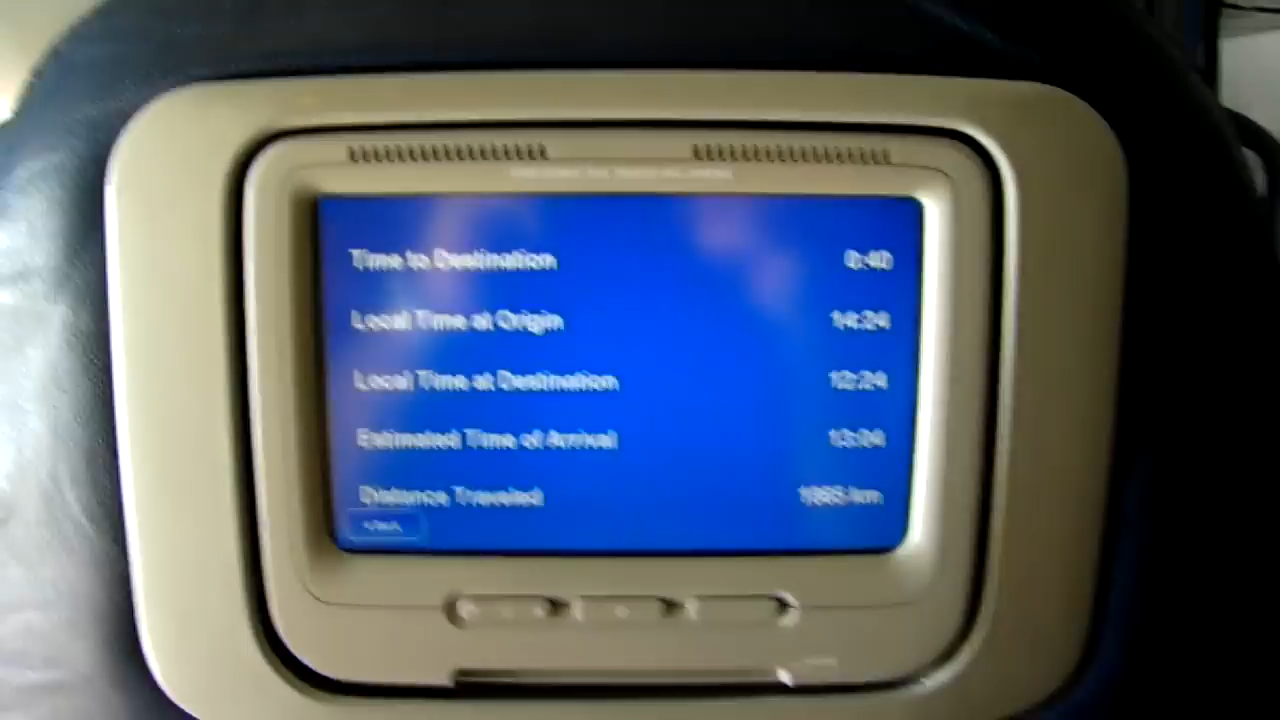 Time to Destination 0:40
Local Time at Origin 14:24
Local Time at Destination 12:24
Estimated Time of Arrival 13:04
Distance Traveled km